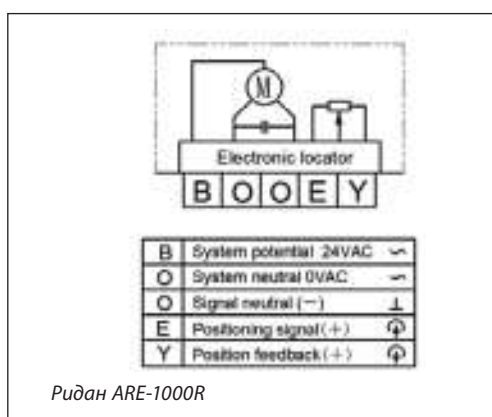 M
Electronic locator
B O O E Y
B System potential 24VAC ~
O System neutral 0VAC ~
O Signal neutral (—) ⊥
E Positioning signal (+)
Y Position feedback (+)
Ридан ARE-1000R